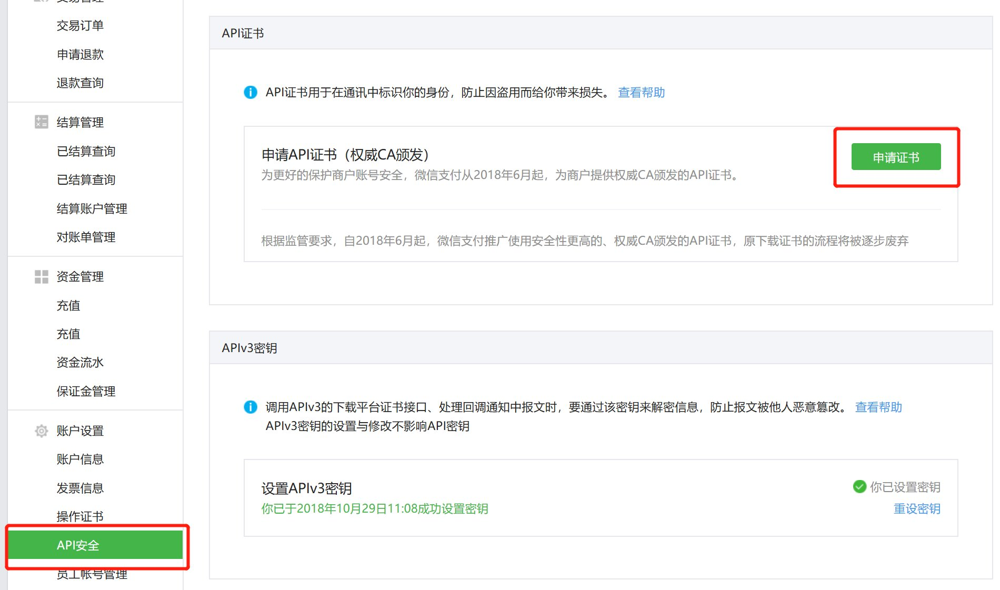 交易管理
交易订单
申请退款
退款查询
结算管理
已结算查询
已结算查询
结算账户管理
对账单管理
资金管理
充值
充值
资金流水
保证金管理
账户设置
账户信息
发票信息
操作证书
API安全
员工帐号管理
API证书
API证书用于在通讯中标识你的身份，防止因盗用而给你带来损失。 查看帮助
申请API证书（权威CA颁发）
申请证书
为更好的保护商户账号安全，微信支付从2018年6月起，为商户提供权威CA颁发的API证书。
根据监管要求，自2018年6月起，微信支付推广使用安全性更高的、权威CA颁发的API证书，原下载证书的流程将被逐步废弃
APIv3密钥
调用APIv3的下载平台证书接口、处理回调通知中报文时，要通过该密钥来解密信息，防止报文被他人恶意篡改。 查看帮助
APIv3密钥的设置与修改不影响API密钥
设置APIv3密钥
你已设置密钥
你已于2018年10月29日11:08成功设置密钥
重设密钥